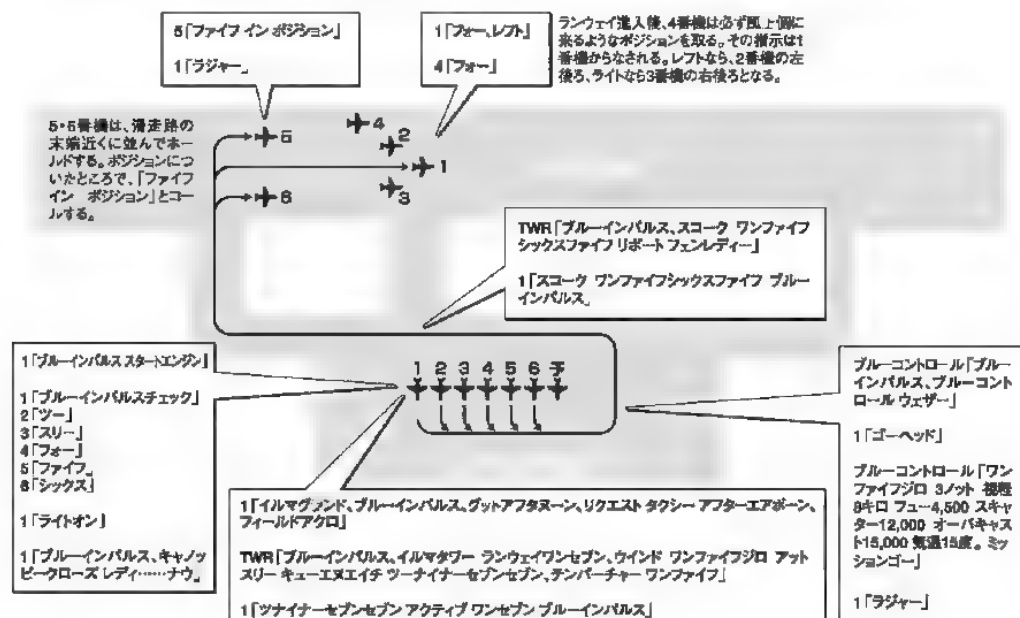 5「ファイフ イン ポジション」
1「ラジャー」
1「フォー、レフト」
4「フォー」
ランウェイ進入後、4番機は必ず風上側に
来るようなポジションを取る。その指示は1
番機からなされる。レフトなら、2番機の左
後ろ、ライトなら3番機の右後ろとなる。
5・6番機は、滑走路の
末端近くに並んでホー
ルドする。ポジションにつ
いたところで、「ファイフ
イン ポジション」とコー
ルする。
5
4
2
1
6
3
TWR「ブルーインパルス、スコーク ワンファイフ
シックスファイフ リポート フェンレディー」
1「スコーク ワンファイフシックスファイフ ブルー
インパルス」
1「ブルーインパルス スタートエンジン」
1「ブルーインパルスチェック」
2「ツー」
3「スリー」
4「フォー」
5「ファイフ」
6「シックス」
1「ライトオン」
1「ブルーインパルス、キャノッ
ピークローズ レディ……ナウ」
1 2 3 4 5 6 予
ブルーコントロール「ブルー
インパルス、ブルーコント
ロール ウェザー」
1「ゴーヘッド」
ブルーコントロール「ワン
ファイフジロ 3ノット 視程
8キロ フュー4,500 スキャ
ター12,000 オーバキャス
ト15,000 気温15度。ミッ
ションゴー」
1「ラジャー」
1「イルマグランド、ブルーインパルス、グットアフタヌーン、リクエスト タクシー アフターエアボーン、
フィールドアクロ」
TWR「ブルーインパルス、イルマタワー ランウェイワンセブン、ウインド ワンファイフジロ アット
スリー キューエヌエイチ ツーナイナーセブンセブン、テンパーチャー ワンファイフ」
1「ツナイナーセブンセブン アクティブ ワンセブン ブルーインパルス」